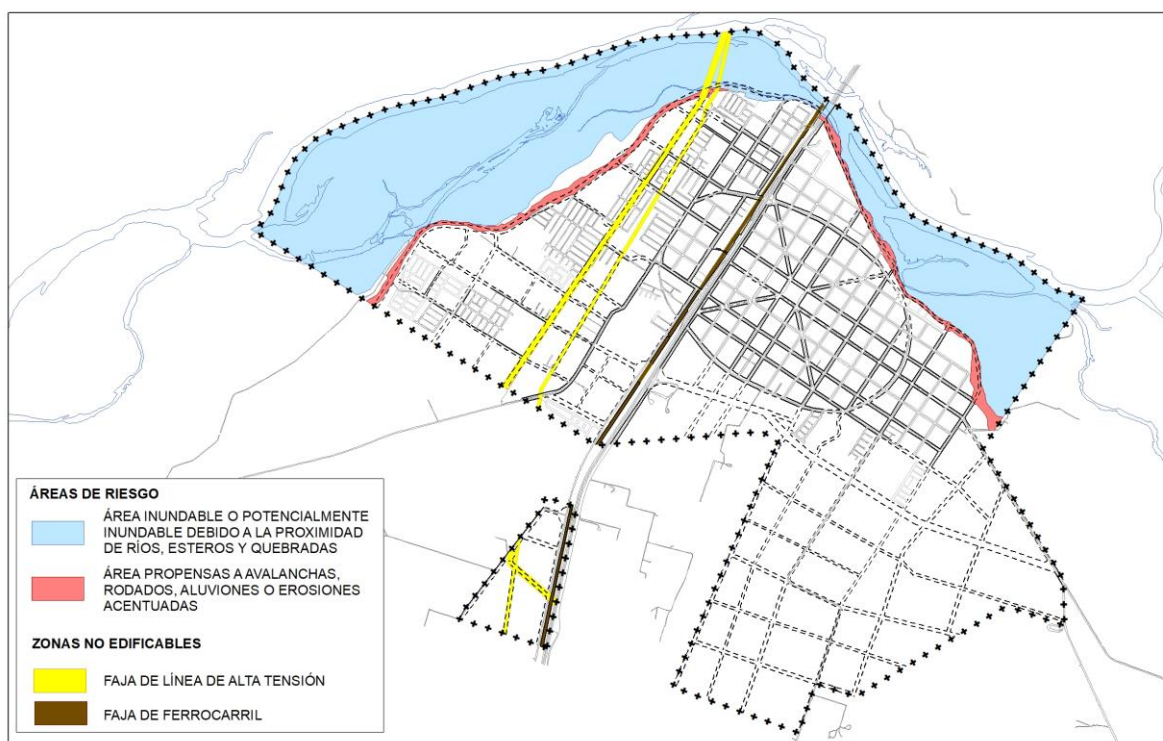 ÁREAS DE RIESGO
ÁREA INUNDABLE O POTENCIALMENTE
INUNDABLE DEBIDO A LA PROXIMIDAD
DE RÍOS, ESTEROS Y QUEBRADAS
ÁREA PROPENSAS A AVALANCHAS,
RODADOS, ALUVIONES O EROSIONES
ACENTUADAS
ZONAS NO EDIFICABLES
FAJA DE LÍNEA DE ALTA TENSIÓN
FAJA DE FERROCARRIL